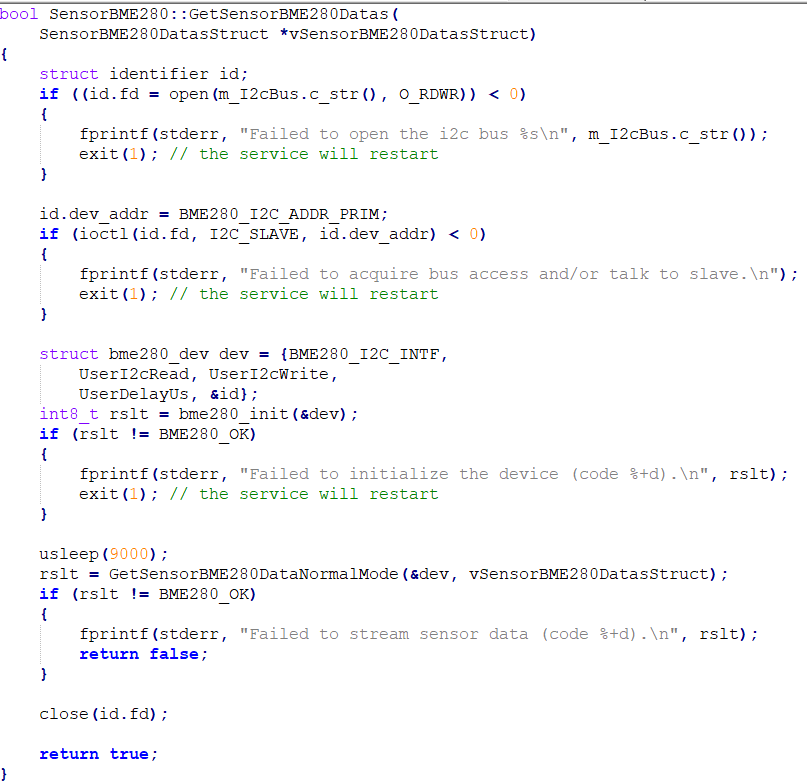 bool SensorBME280::GetSensorBME280Datas(
    SensorBME280DatasStruct *vSensorBME280DatasStruct)
{
    struct identifier id;
    if ((id.fd = open(m_I2cBus.c_str(), O_RDWR)) < 0)
    {
        fprintf(stderr, "Failed to open the i2c bus %s\n", m_I2cBus.c_str());
        exit(1); // the service will restart
    }

    id.dev_addr = BME280_I2C_ADDR_PRIM;
    if (ioctl(id.fd, I2C_SLAVE, id.dev_addr) < 0)
    {
        fprintf(stderr, "Failed to acquire bus access and/or talk to slave.\n");
        exit(1); // the service will restart
    }

    struct bme280_dev dev = {BME280_I2C_INTF,
        UserI2cRead, UserI2cWrite,
        UserDelayUs, &id};
    int8_t rslt = bme280_init(&dev);
    if (rslt != BME280_OK)
    {
        fprintf(stderr, "Failed to initialize the device (code %+d).\n", rslt);
        exit(1); // the service will restart
    }

    usleep(9000);
    rslt = GetSensorBME280DataNormalMode(&dev, vSensorBME280DatasStruct);
    if (rslt != BME280_OK)
    {
        fprintf(stderr, "Failed to stream sensor data (code %+d).\n", rslt);
        return false;
    }

    close(id.fd);

    return true;
}